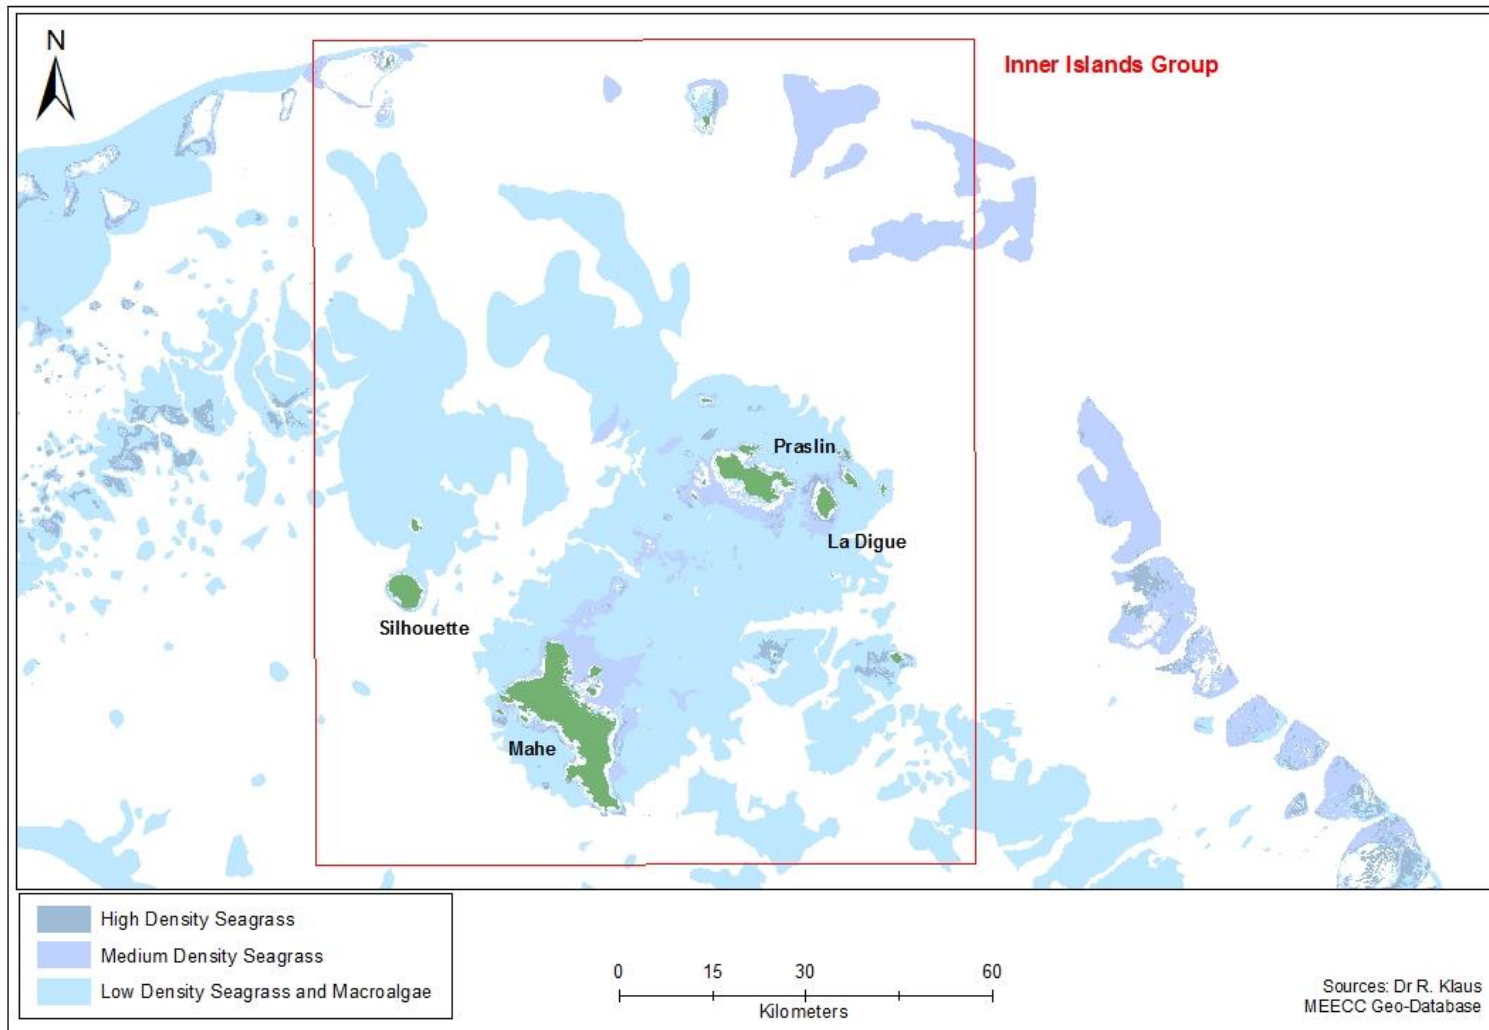 N
Inner Islands Group
Praslin
La Digue
Silhouette
Mahe
High Density Seagrass
Medium Density Seagrass
Low Density Seagrass and Macroalgae
0 15 30 60
Kilometers
Sources: Dr R. Klaus
MEECC Geo-Database